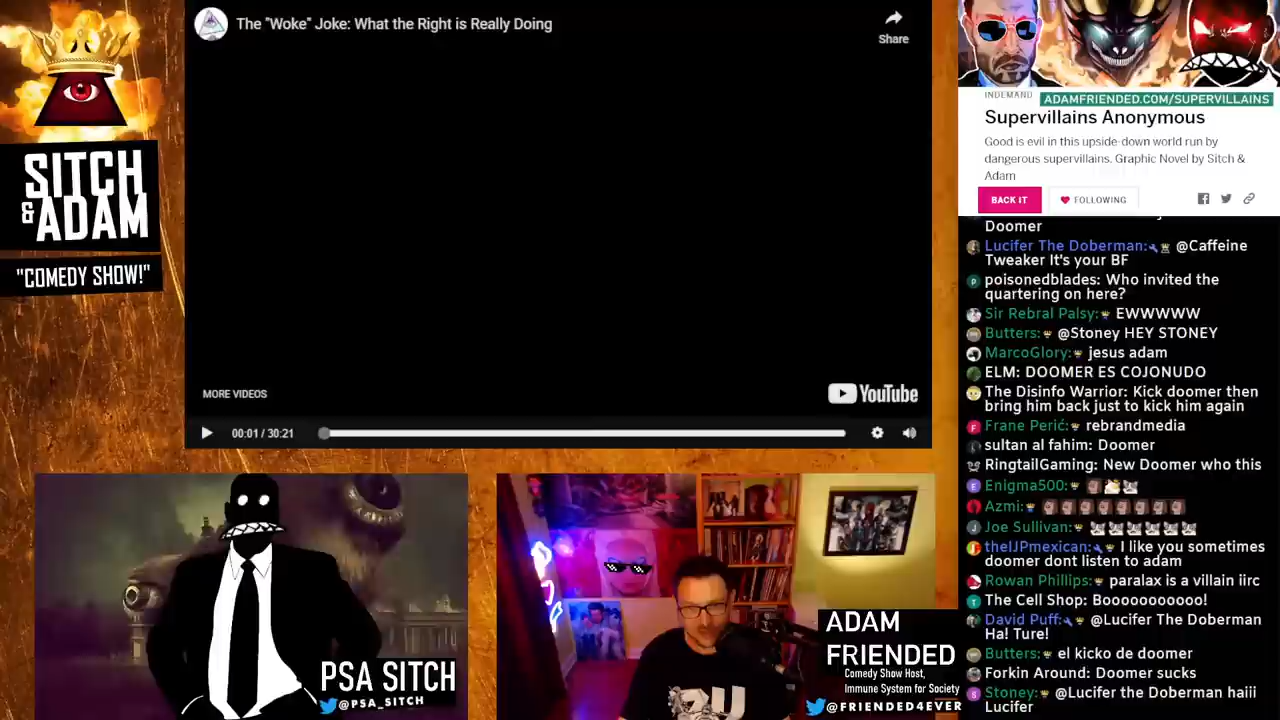 The "Woke" Joke: What the Right is Really Doing
Share
SITCH
& ADAM
"COMEDY SHOW!"
MORE VIDEOS
YouTube
00:01 / 30:21
PSA SITCH
@PSA_SITCH
ADAM
FRIENDED
Comedy Show Host,
Immune System for Society
@FRIENDED4EVER
INDEMAND
ADAMFRIENDED.COM/SUPERVILLAINS
Supervillains Anonymous
Good is evil in this upside-down world run by
dangerous supervillains. Graphic Novel by Sitch &
Adam
BACK IT
FOLLOWING
Doomer
Lucifer The Doberman: @Caffeine
Tweaker It's your BF
poisonedblades: Who invited the
quartering on here?
Sir Rebral Palsy: EWWWWW
Butters: @Stoney HEY STONEY
MarcoGlory: jesus adam
ELM: DOOMER ES COJONUDO
The Disinfo Warrior: Kick doomer then
bring him back just to kick him again
Frane Perić: rebrandmedia
sultan al fahim: Doomer
RingtailGaming: New Doomer who this
Enigma500:
Azmi:
Joe Sullivan:
theIJPmexican: I like you sometimes
doomer dont listen to adam
Rowan Phillips: paralax is a villain iirc
The Cell Shop: Boooooooooo!
David Puff: @Lucifer The Doberman
Ha! Ture!
Butters: el kicko de doomer
Forkin Around: Doomer sucks
Stoney: @Lucifer the Doberman haiii
Lucifer